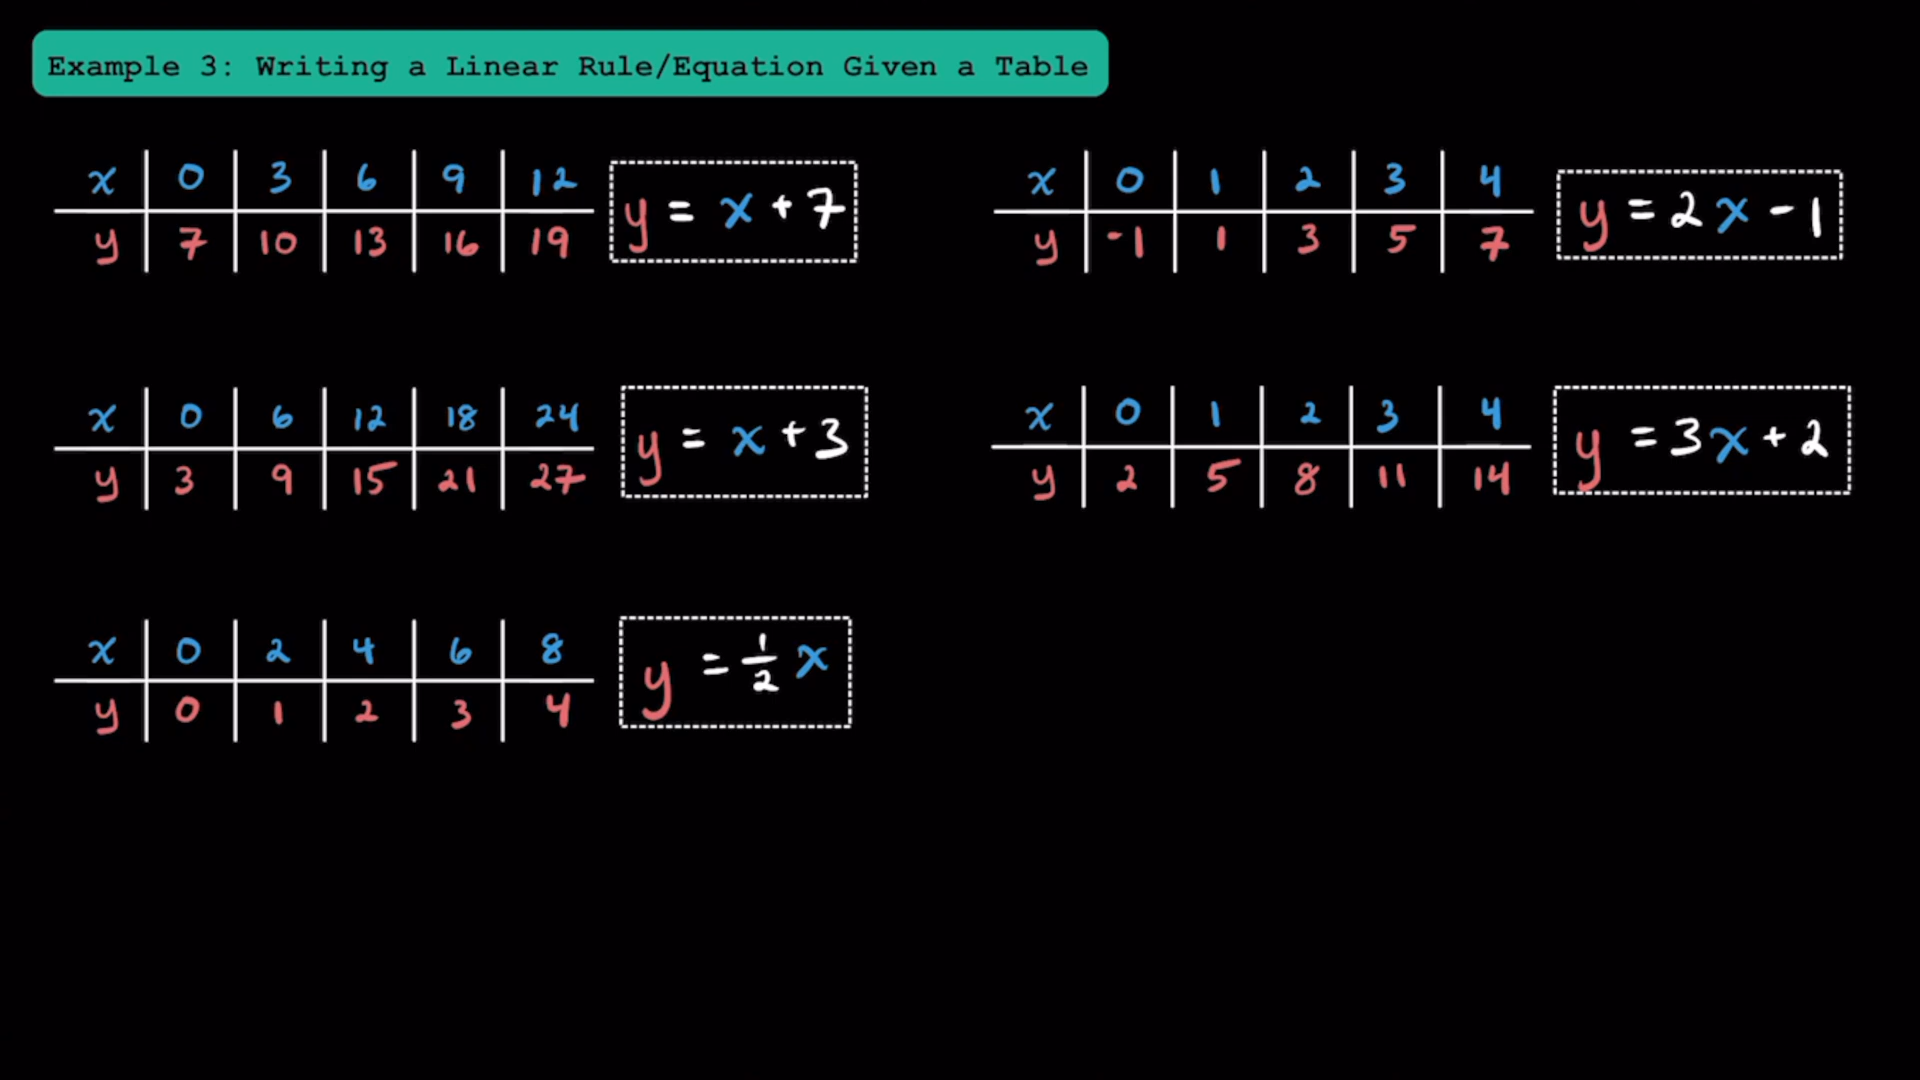 Example 3: Writing a Linear Rule/Equation Given a Table
x 0 3 6 9 12
y 7 10 13 16 19
y = x + 7
x 0 1 2 3 4
y -1 1 3 5 7
y = 2x - 1
x 0 6 12 18 24
y 3 9 15 21 27
y = x + 3
x 0 1 2 3 4
y 2 5 8 11 14
y = 3x + 2
x 0 2 4 6 8
y 0 1 2 3 4
y = 1/2 x